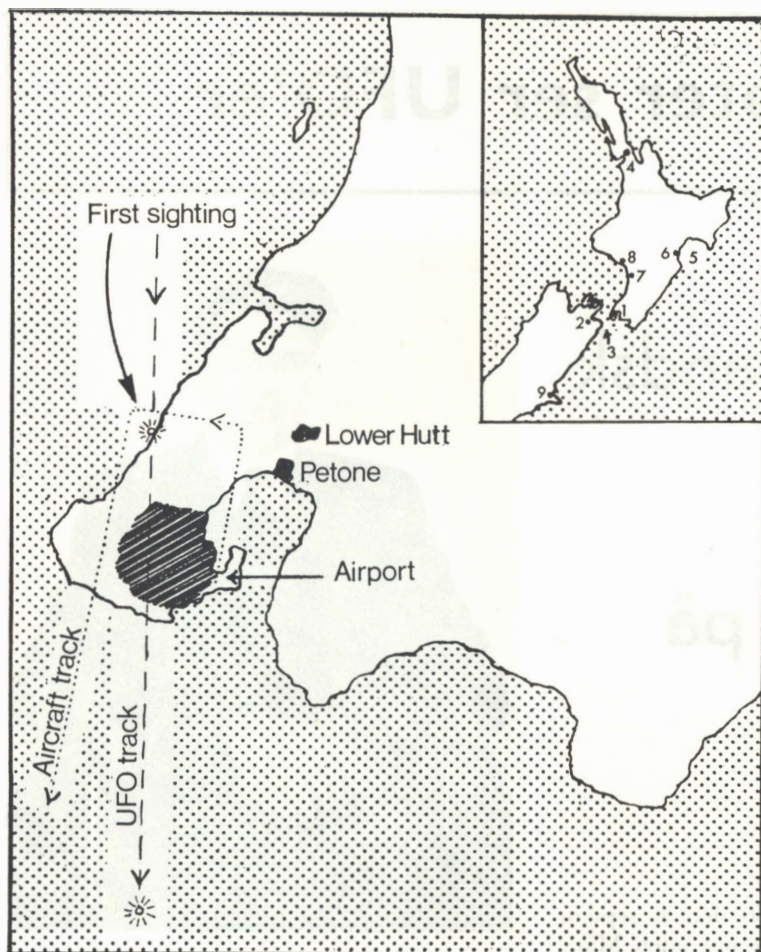 First sighting
Lower Hutt
Petone
Airport
Aircraft track
UFO track
4
8
7
6
5
1
2
3
9
på